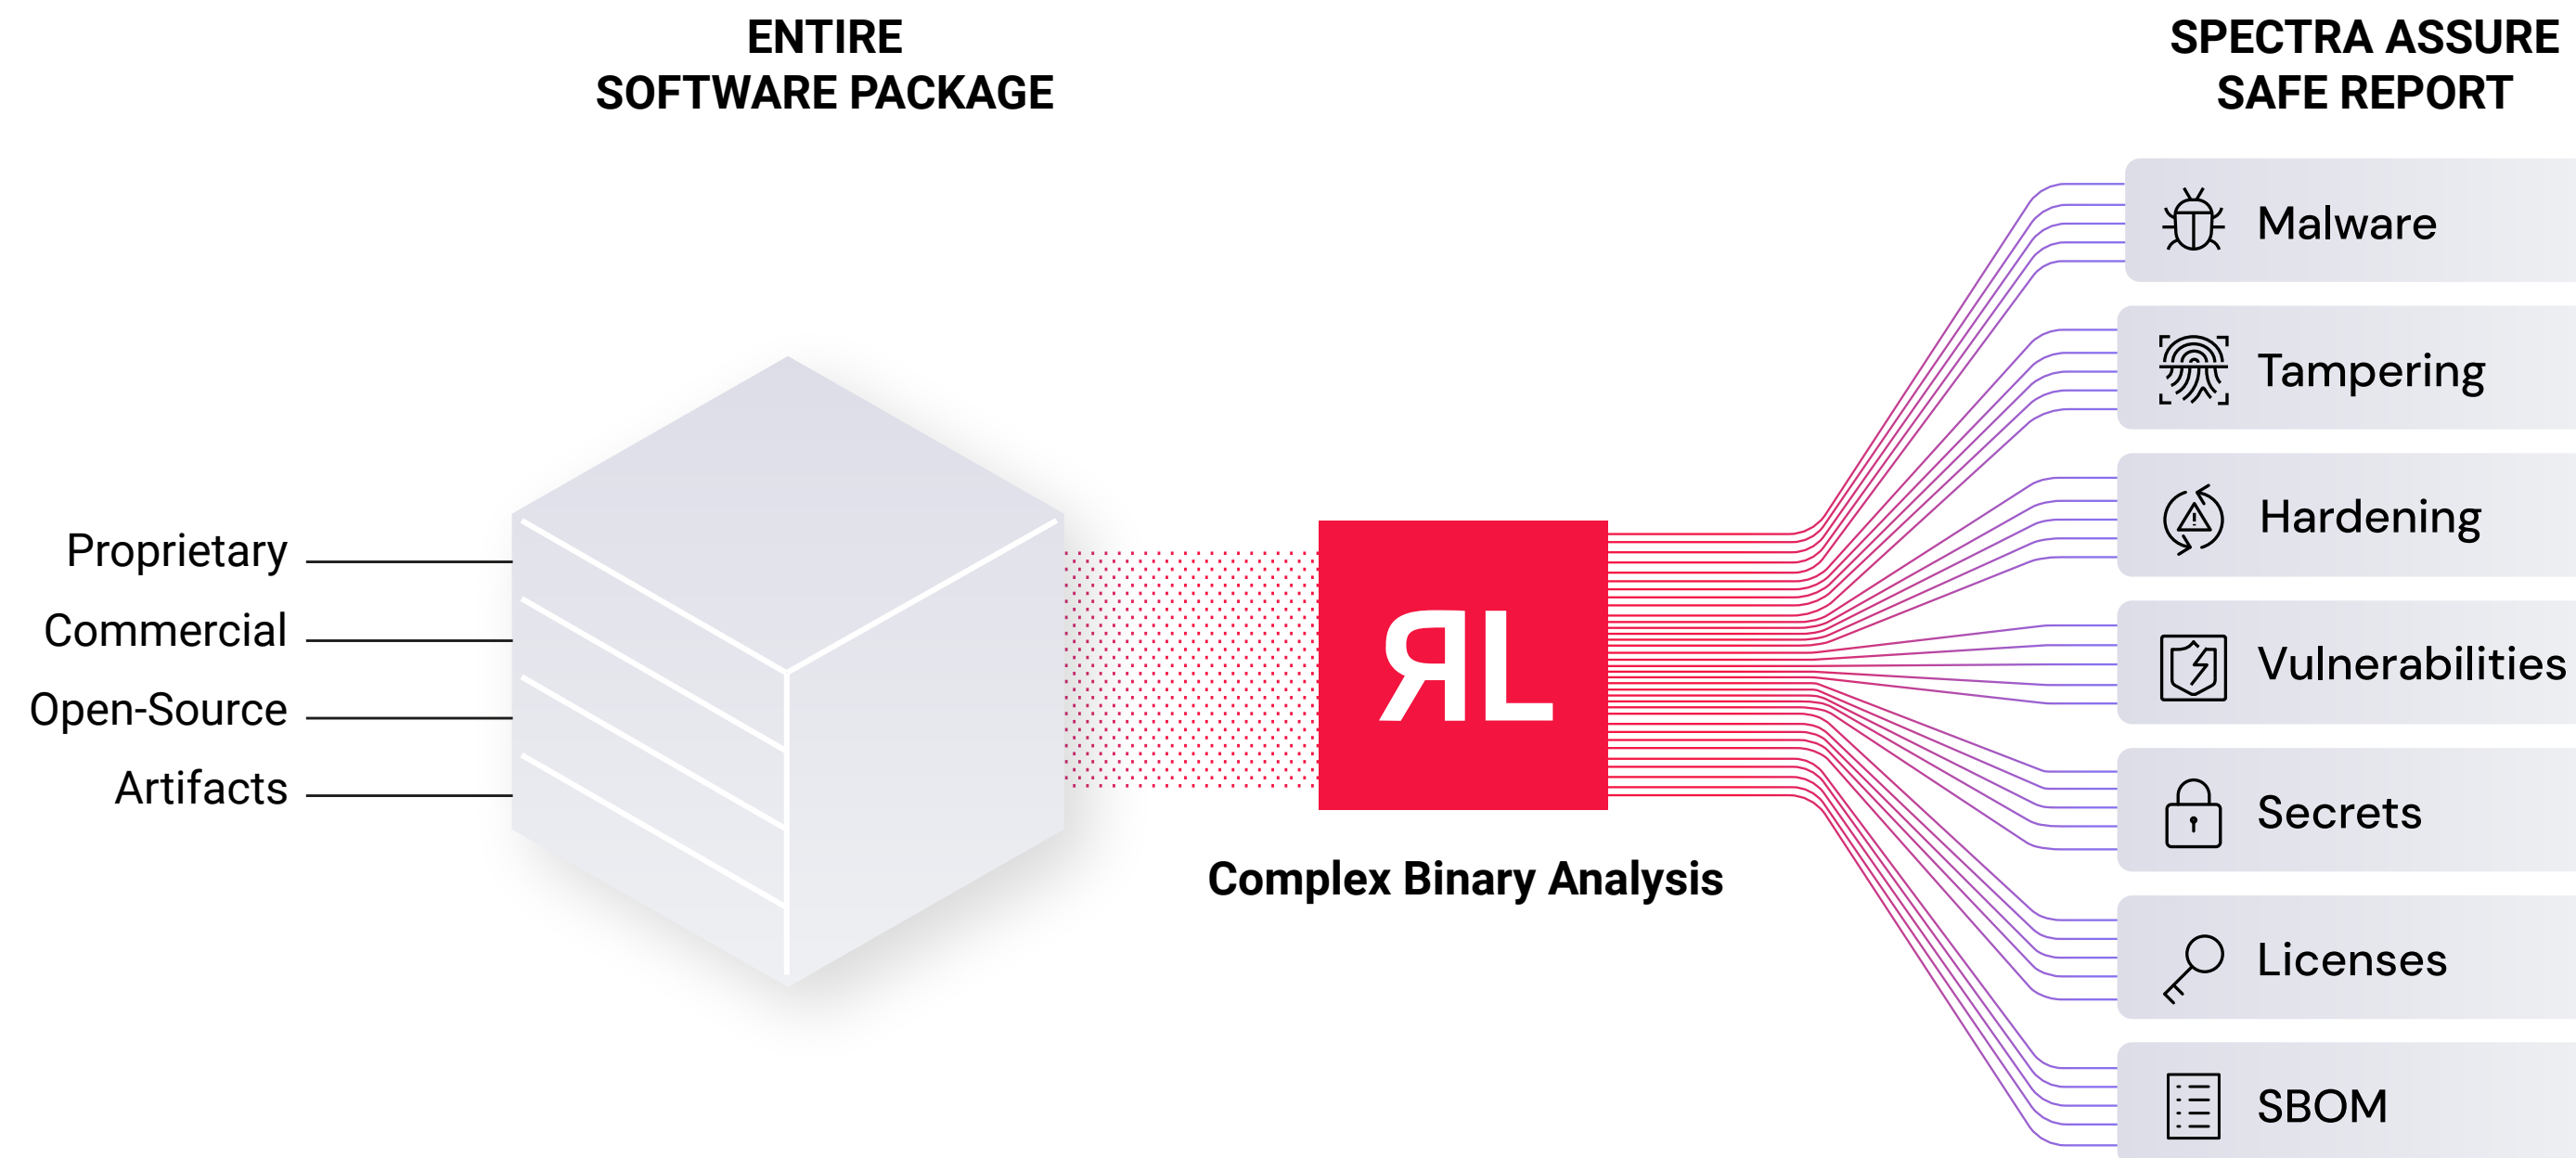 ENTIRE
SOFTWARE PACKAGE
SPECTRA ASSURE
SAFE REPORT
Proprietary
Commercial
Open-Source
Artifacts
ЯL
Complex Binary Analysis
Malware
Tampering
Hardening
Vulnerabilities
Secrets
Licenses
SBOM